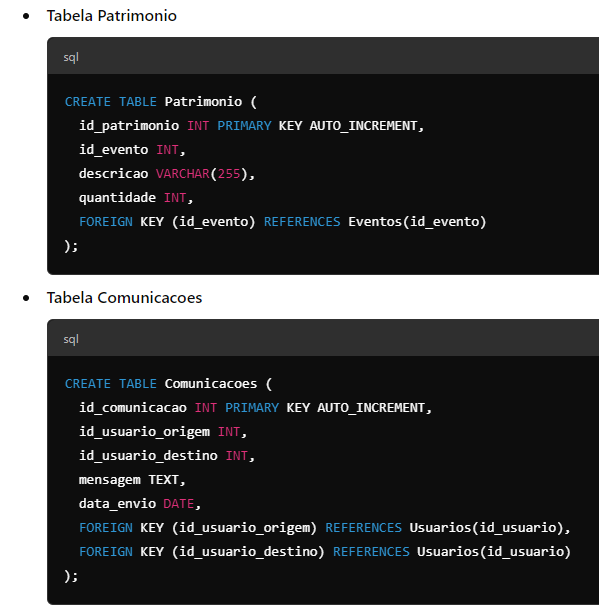 Tabela Patrimonio
sql
CREATE TABLE Patrimonio (
id_patrimonio INT PRIMARY KEY AUTO_INCREMENT,
id_evento INT,
descricao VARCHAR(255),
quantidade INT,
FOREIGN KEY (id_evento) REFERENCES Eventos(id_evento)
);
Tabela Comunicacoes
sql
CREATE TABLE Comunicacoes (
id_comunicacao INT PRIMARY KEY AUTO_INCREMENT,
id_usuario_origem INT,
id_usuario_destino INT,
mensagem TEXT,
data_envio DATE,
FOREIGN KEY (id_usuario_origem) REFERENCES Usuarios(id_usuario),
FOREIGN KEY (id_usuario_destino) REFERENCES Usuarios(id_usuario)
);